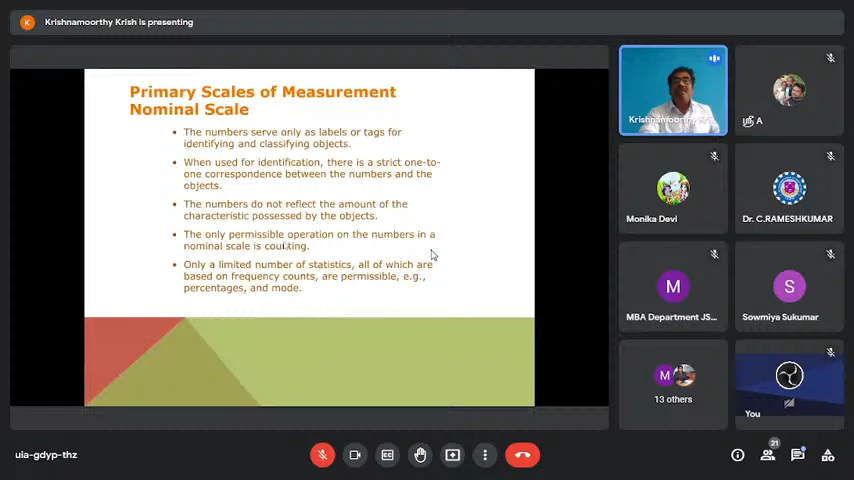 K
Krishnamoorthy Krish is presenting
Primary Scales of Measurement
Nominal Scale
• The numbers serve only as labels or tags for
identifying and classifying objects.
• When used for identification, there is a strict one-to-
one correspondence between the numbers and the
objects.
• The numbers do not reflect the amount of the
characteristic possessed by the objects.
• The only permissible operation on the numbers in a
nominal scale is counting.
• Only a limited number of statistics, all of which are
based on frequency counts, are permissible, e.g.,
percentages, and mode.
ஸ்ரீ A
Monika Devi
Dr. C.RAMESHKUMAR
M
MBA Department JS...
S
Sowmiya Sukumar
M
13 others
You
uia-gdyp-thz
21